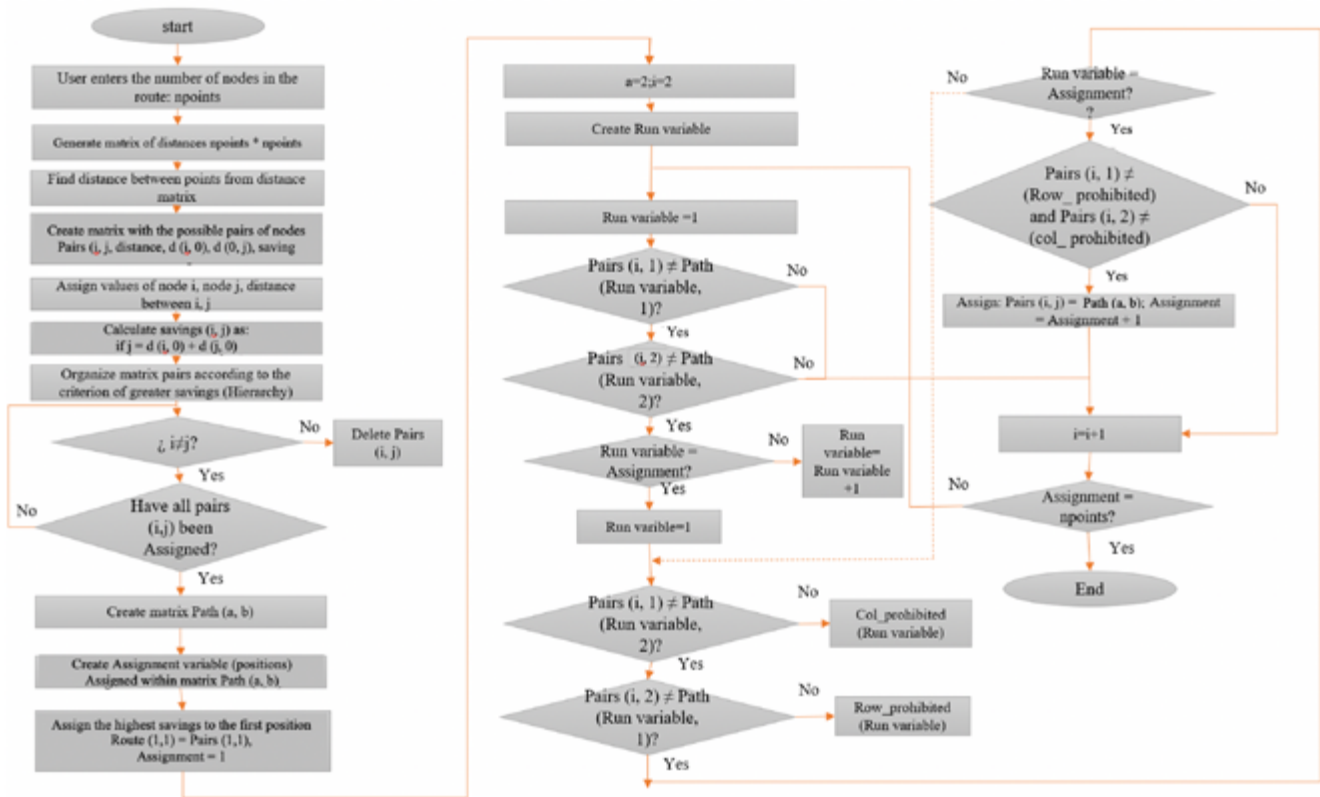 start
User enters the number of nodes in the
route: npoints
Generate matrix of distances npoints * npoints
Find distance between points from distance
matrix
Create matrix with the possible pairs of nodes
Pairs (i, j, distance, d (i, 0), d (0, j), saving
Assign values of node i, node j, distance
between i, j
Calculate savings (i, j) as:
if j = d (i, 0) + d (j, 0)
Organize matrix pairs according to the
criterion of greater savings (Hierarchy)
¿ i≠j?
No
Delete Pairs
(i, j)
Yes
No
Have all pairs
(i,j) been
Assigned?
Yes
Create matrix Path (a, b)
Create Assignment variable (positions)
Assigned within matrix Path (a, b)
Assign the highest savings to the first position
Route (1,1) = Pairs (1,1),
Assignment = 1
a=2;i=2
Create Run variable
Run variable =1
Pairs (i, 1) ≠ Path
(Run variable,
1)?
No
Yes
Pairs (i, 2) ≠ Path
(Run variable,
2)?
No
Yes
Run variable =
Assignment?
No
Run
variable=
Run variable
+1
Yes
Run varible=1
Pairs (i, 1) ≠ Path
(Run variable,
2)?
No
Col_prohibited
(Run variable)
Yes
Pairs (i, 2) ≠ Path
(Run variable,
1)?
No
Row_prohibited
(Run variable)
Yes
Run variable =
Assignment?
?
No
Yes
Pairs (i, 1) ≠
(Row_ prohibited)
and Pairs (i, 2) ≠
(col_ prohibited)
No
Yes
Assign: Pairs (i, j) = Path (a, b); Assignment
= Assignment + 1
i=i+1
Assignment =
npoints?
No
Yes
End